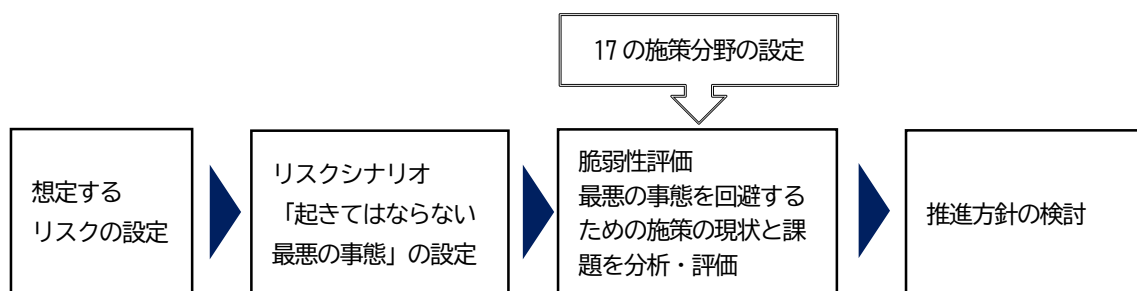 17の施策分野の設定
想定する
リスクの設定
リスクシナリオ
「起きてはならない
最悪の事態」の設定
脆弱性評価
最悪の事態を回避する
ための施策の現状と課
題を分析・評価
推進方針の検討